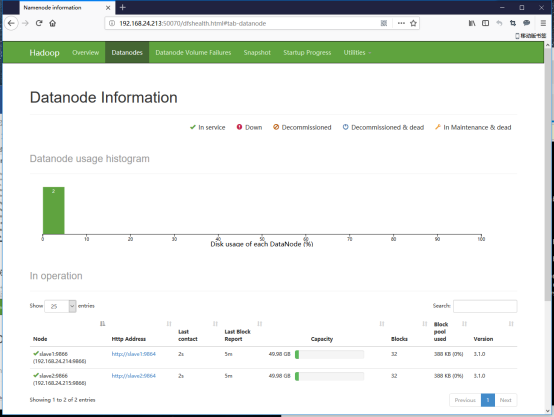 Namenode information
192.168.24.213:50070/dfshealth.html#tab-datanode
移动版书签
Hadoop Overview Datanodes Datanode Volume Failures Snapshot Startup Progress Utilities
Datanode Information
In service Down Decommissioned Decommissioned & dead In Maintenance & dead
Datanode usage histogram
2
0 10 20 30 40 50 60 70 80 90 100
Disk usage of each DataNode (%)
In operation
Show 25 entries Search:
Node Http Address Last contact Last Block Report Capacity Blocks Block pool used Version
slave1:9866 http://slave1:9864 2s 5m 49.98 GB 32 388 KB (0%) 3.1.0
(192.168.24.214:9866)
slave2:9866 http://slave2:9864 2s 5m 49.98 GB 32 388 KB (0%) 3.1.0
(192.168.24.215:9866)
Showing 1 to 2 of 2 entries Previous 1 Next